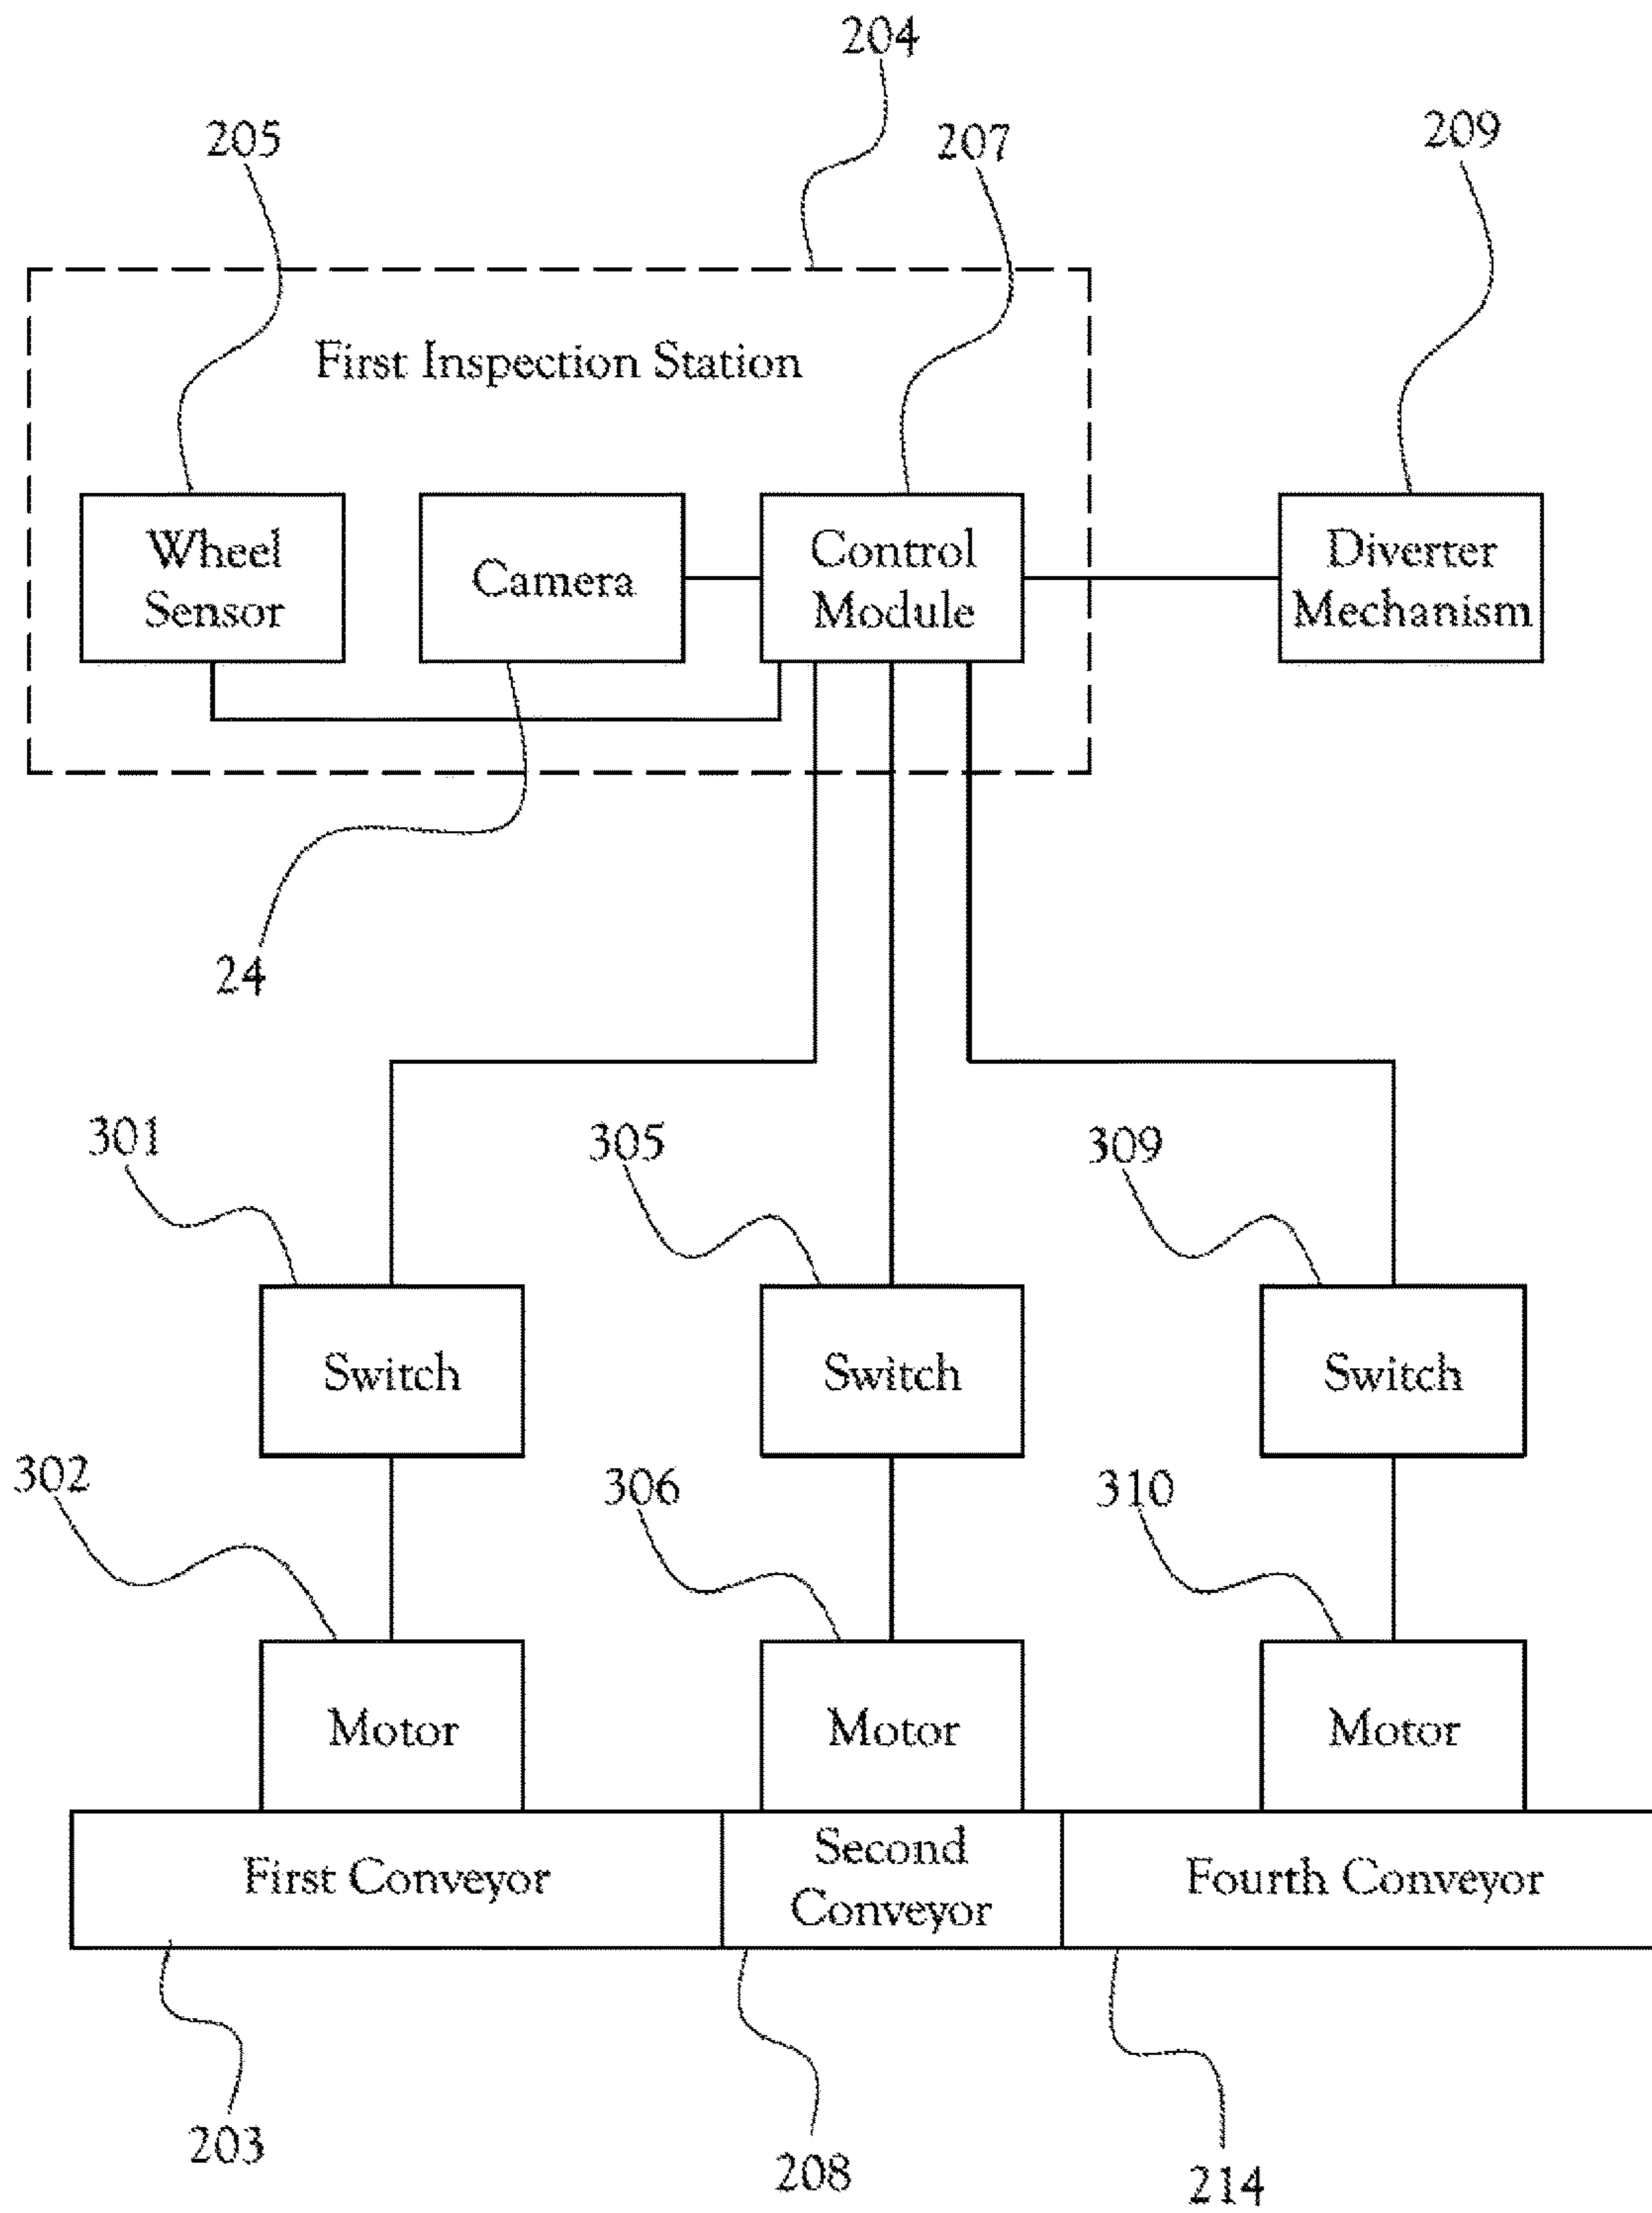 204
205
207
209
First Inspection Station
Wheel
Sensor
Camera
Control
Module
Diverter
Mechanism
24
301
305
309
Switch
Switch
Switch
302
306
310
Motor
Motor
Motor
First Conveyor
Second
Conveyor
Fourth Conveyor
203
208
214